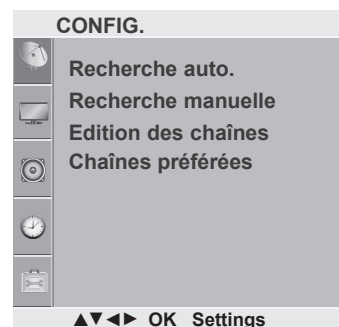 CONFIG.
Recherche auto.
Recherche manuelle
Edition des chaînes
Chaînes préférées
▲▼◄► OK Settings